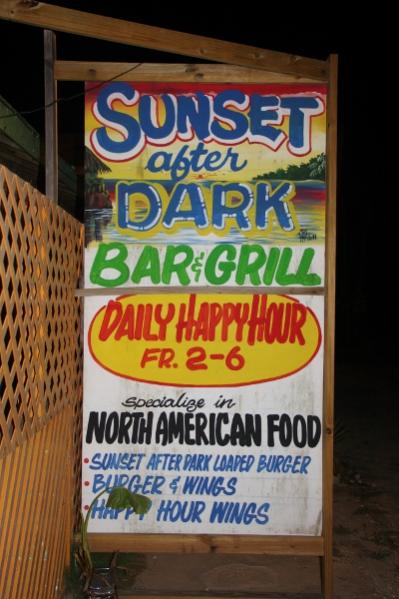 SUNSET
after
DARK
BAR & GRILL
DAILY HAPPY HOUR
FR. 2-6
specialize in
NORTH AMERICAN FOOD
• SUNSET AFTER DARK LOADED BURGER
• BURGER & WINGS
• HAPPY HOUR WINGS